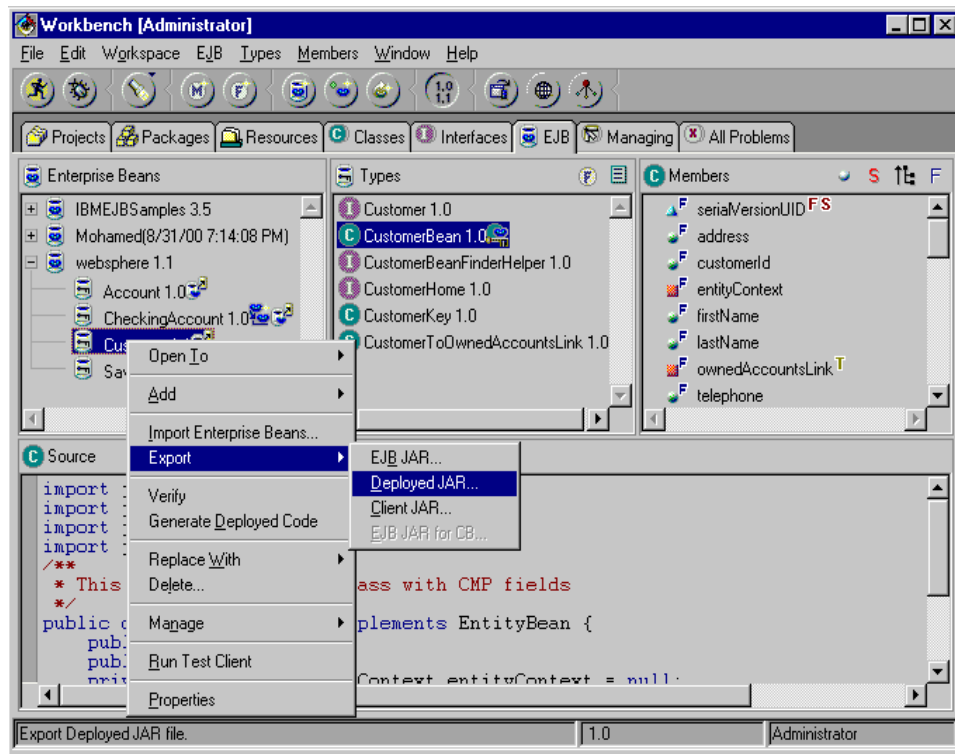 Workbench [Administrator]
File Edit Workspace EJB Types Members Window Help
M F 1.0 1.1
Projects Packages Resources C Classes I Interfaces EJB Managing X All Problems
Enterprise Beans
IBMEJBSamples 3.5
Mohamed(8/31/00 7:14:08 PM)
websphere 1.1
Account 1.0
CheckingAccount 1.0
Types F
I Customer 1.0
C CustomerBean 1.0
I CustomerBeanFinderHelper 1.0
I CustomerHome 1.0
C CustomerKey 1.0
CustomerToOwnedAccountsLink 1.0
C Members S F
F serialVersionUID F S
F address
F customerId
F entityContext
F firstName
F lastName
F ownedAccountsLink T
F telephone
Open To
Add
Import Enterprise Beans...
Export
Verify
Generate Deployed Code
Replace With
Delete...
Manage
Run Test Client
Properties
EJB JAR...
Deployed JAR...
Client JAR...
EJB JAR for CB...
C Source
import
import
import
import
/**
* This ass with CMP fields
*/
public plements EntityBean {
Context entityContext = null;
Export Deployed JAR file. 1.0 Administrator